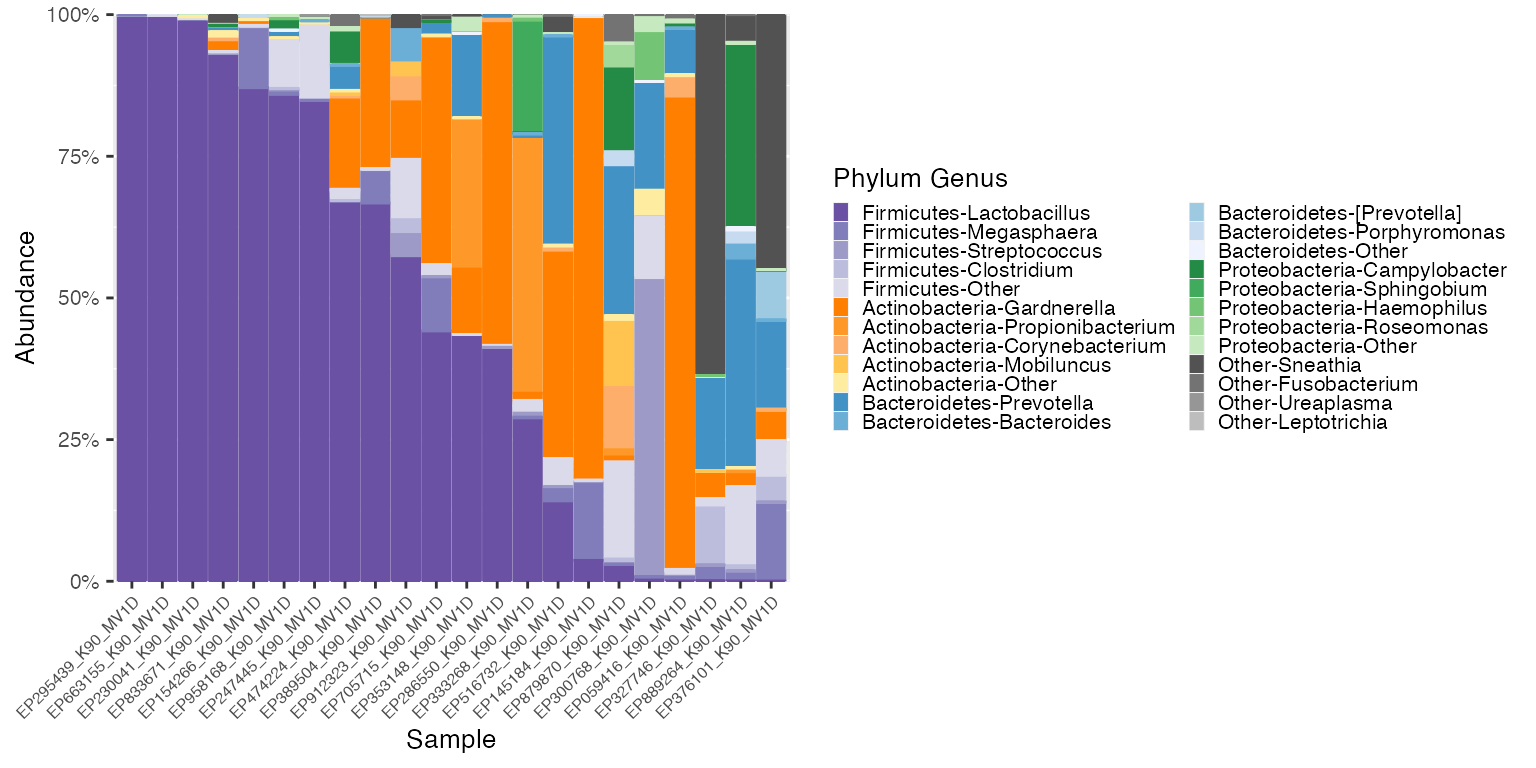 100%
75%
50%
25%
0%
Abundance
EP295439_K90_MV1D
EP663155_K90_MV1D
EP230041_K90_MV1D
EP833671_K90_MV1D
EP154266_K90_MV1D
EP958168_K90_MV1D
EP247445_K90_MV1D
EP474224_K90_MV1D
EP389504_K90_MV1D
EP912323_K90_MV1D
EP705715_K90_MV1D
EP353148_K90_MV1D
EP286550_K90_MV1D
EP333268_K90_MV1D
EP516732_K90_MV1D
EP145184_K90_MV1D
EP879870_K90_MV1D
EP300768_K90_MV1D
EP059416_K90_MV1D
EP327746_K90_MV1D
EP889264_K90_MV1D
EP376101_K90_MV1D
Sample
Phylum Genus
Firmicutes-Lactobacillus
Firmicutes-Megasphaera
Firmicutes-Streptococcus
Firmicutes-Clostridium
Firmicutes-Other
Actinobacteria-Gardnerella
Actinobacteria-Propionibacterium
Actinobacteria-Corynebacterium
Actinobacteria-Mobiluncus
Actinobacteria-Other
Bacteroidetes-Prevotella
Bacteroidetes-Bacteroides
Bacteroidetes-[Prevotella]
Bacteroidetes-Porphyromonas
Bacteroidetes-Other
Proteobacteria-Campylobacter
Proteobacteria-Sphingobium
Proteobacteria-Haemophilus
Proteobacteria-Roseomonas
Proteobacteria-Other
Other-Sneathia
Other-Fusobacterium
Other-Ureaplasma
Other-Leptotrichia